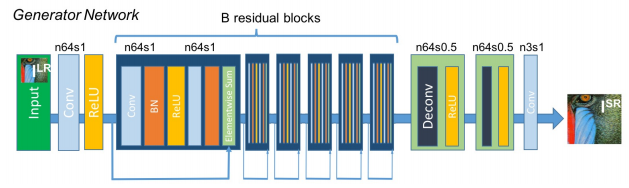 Generator Network
B residual blocks
n64s1
n64s1
n64s1
n64s0.5
n64s0.5
n3s1
I LR
Input
Conv
ReLU
Conv
BN
ReLU
Elementwise Sum
Deconv
ReLU
Conv
I SR